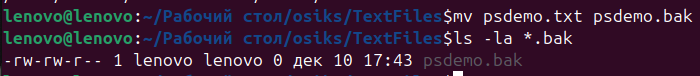 lenovo@lenovo:~/Рабочий стол/osiks/TextFiles$mv psdemo.txt psdemo.bak
lenovo@lenovo:~/Рабочий стол/osiks/TextFiles$ls -la *.bak
-rw-rw-r-- 1 lenovo lenovo 0 дек 10 17:43 psdemo.bak